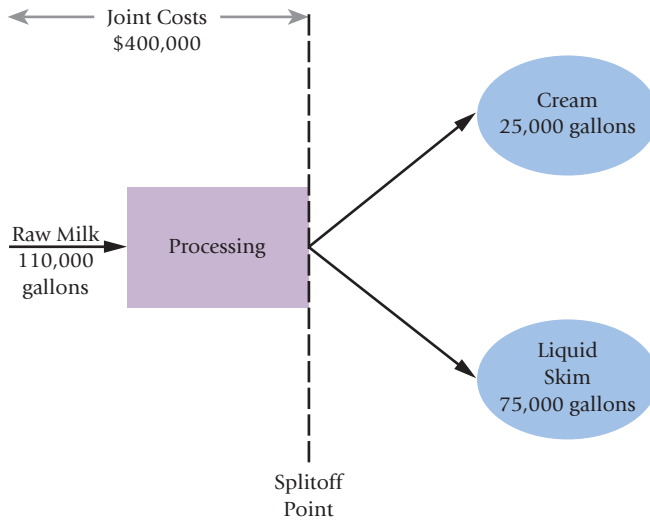 Joint Costs
$400,000
Cream
25,000 gallons
Raw Milk
110,000
gallons
Processing
Liquid
Skim
75,000 gallons
Splitoff
Point